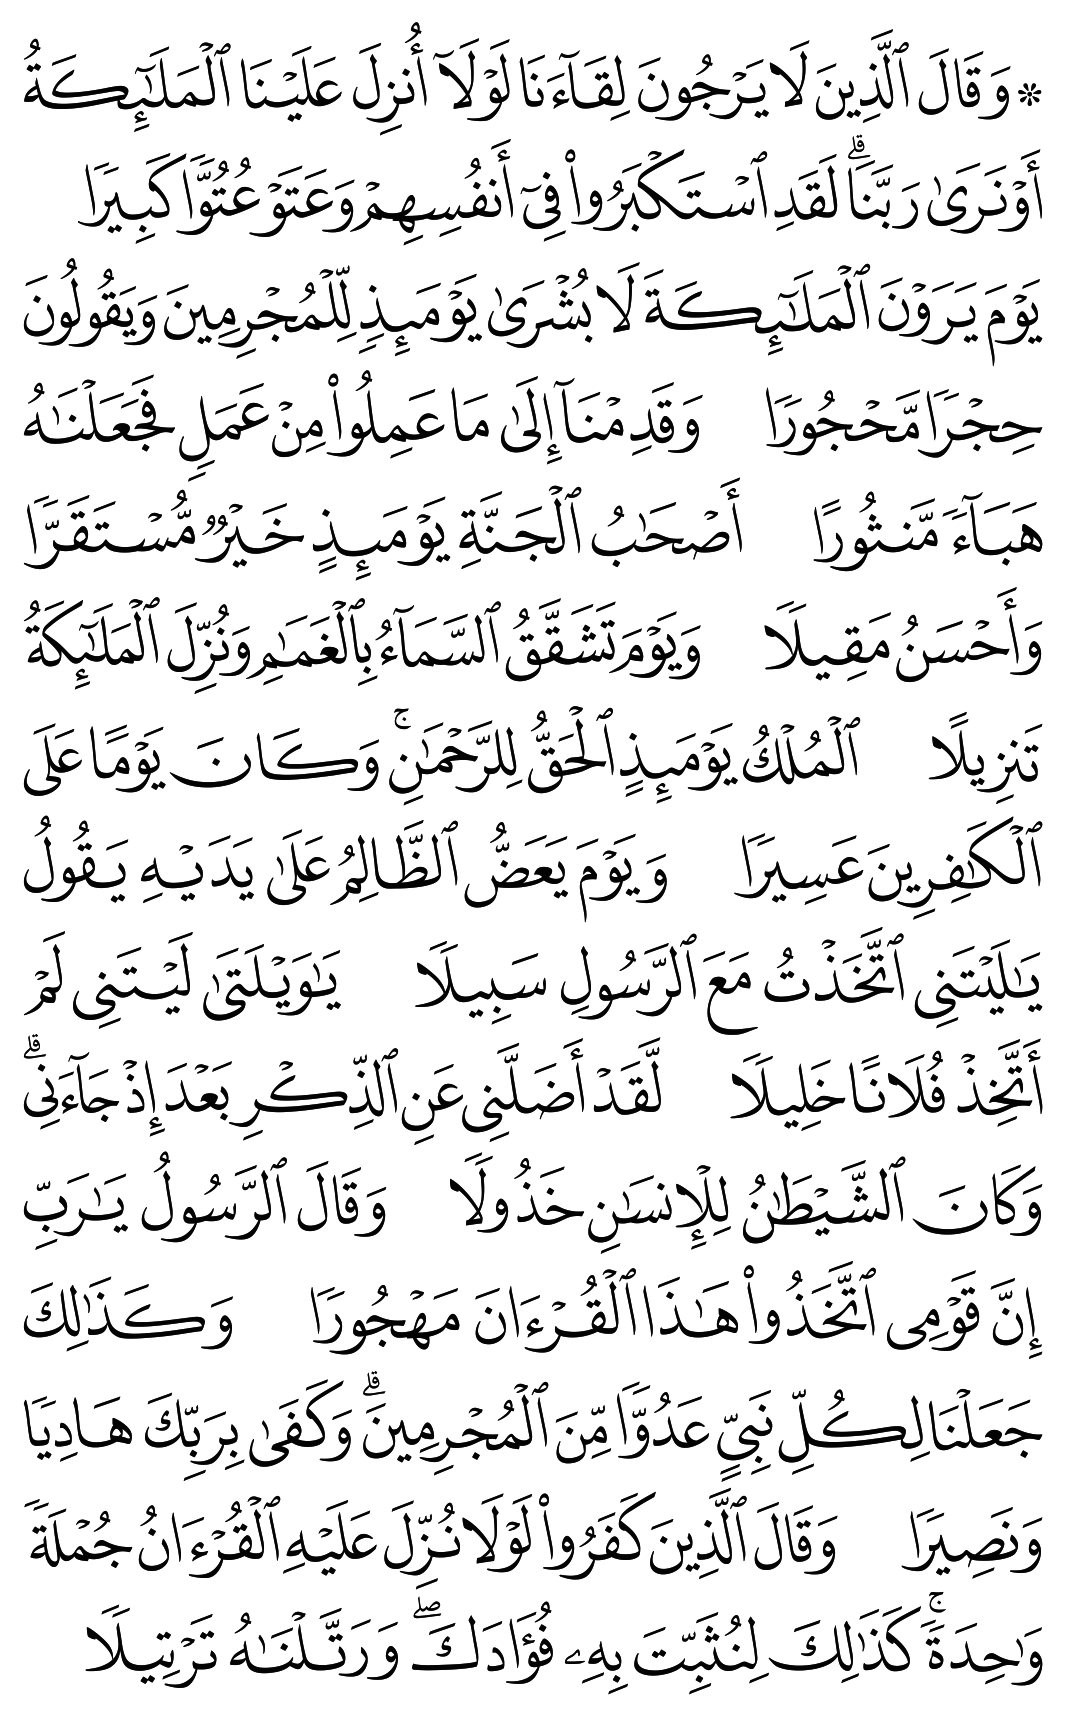 ۞ وَقَالَ ٱلَّذِينَ لَا يَرْجُونَ لِقَآءَنَا لَوْلَآ أُنزِلَ عَلَيْنَا ٱلْمَلَـٰٓئِكَةُ
أَوْ نَرَىٰ رَبَّنَا ۗ لَقَدِ ٱسْتَكْبَرُوا۟ فِىٓ أَنفُسِهِمْ وَعَتَوْ عُتُوًّا كَبِيرًا
يَوْمَ يَرَوْنَ ٱلْمَلَـٰٓئِكَةَ لَا بُشْرَىٰ يَوْمَئِذٍ لِّلْمُجْرِمِينَ وَيَقُولُونَ
حِجْرًا مَّحْجُورًا وَقَدِمْنَآ إِلَىٰ مَا عَمِلُوا۟ مِنْ عَمَلٍ فَجَعَلْنَـٰهُ
هَبَآءً مَّنثُورًا أَصْحَـٰبُ ٱلْجَنَّةِ يَوْمَئِذٍ خَيْرٌ مُّسْتَقَرًّا
وَأَحْسَنُ مَقِيلًا وَيَوْمَ تَشَقَّقُ ٱلسَّمَآءُ بِٱلْغَمَـٰمِ وَنُزِّلَ ٱلْمَلَـٰٓئِكَةُ
تَنزِيلًا ٱلْمُلْكُ يَوْمَئِذٍ ٱلْحَقُّ لِلرَّحْمَـٰنِ ۚ وَكَانَ يَوْمًا عَلَى
ٱلْكَـٰفِرِينَ عَسِيرًا وَيَوْمَ يَعَضُّ ٱلظَّالِمُ عَلَىٰ يَدَيْهِ يَقُولُ
يَـٰلَيْتَنِى ٱتَّخَذْتُ مَعَ ٱلرَّسُولِ سَبِيلًا يَـٰوَيْلَتَىٰ لَيْتَنِى لَمْ
أَتَّخِذْ فُلَانًا خَلِيلًا لَّقَدْ أَضَلَّنِى عَنِ ٱلذِّكْرِ بَعْدَ إِذْ جَآءَنِى ۗ
وَكَانَ ٱلشَّيْطَـٰنُ لِلْإِنسَـٰنِ خَذُولًا وَقَالَ ٱلرَّسُولُ يَـٰرَبِّ
إِنَّ قَوْمِى ٱتَّخَذُوا۟ هَـٰذَا ٱلْقُرْءَانَ مَهْجُورًا وَكَذَٰلِكَ
جَعَلْنَا لِكُلِّ نَبِىٍّ عَدُوًّا مِّنَ ٱلْمُجْرِمِينَ ۗ وَكَفَىٰ بِرَبِّكَ هَادِيًا
وَنَصِيرًا وَقَالَ ٱلَّذِينَ كَفَرُوا۟ لَوْلَا نُزِّلَ عَلَيْهِ ٱلْقُرْءَانُ جُمْلَةً
وَٰحِدَةً ۚ كَذَٰلِكَ لِنُثَبِّتَ بِهِۦ فُؤَادَكَ ۖ وَرَتَّلْنَـٰهُ تَرْتِيلًا